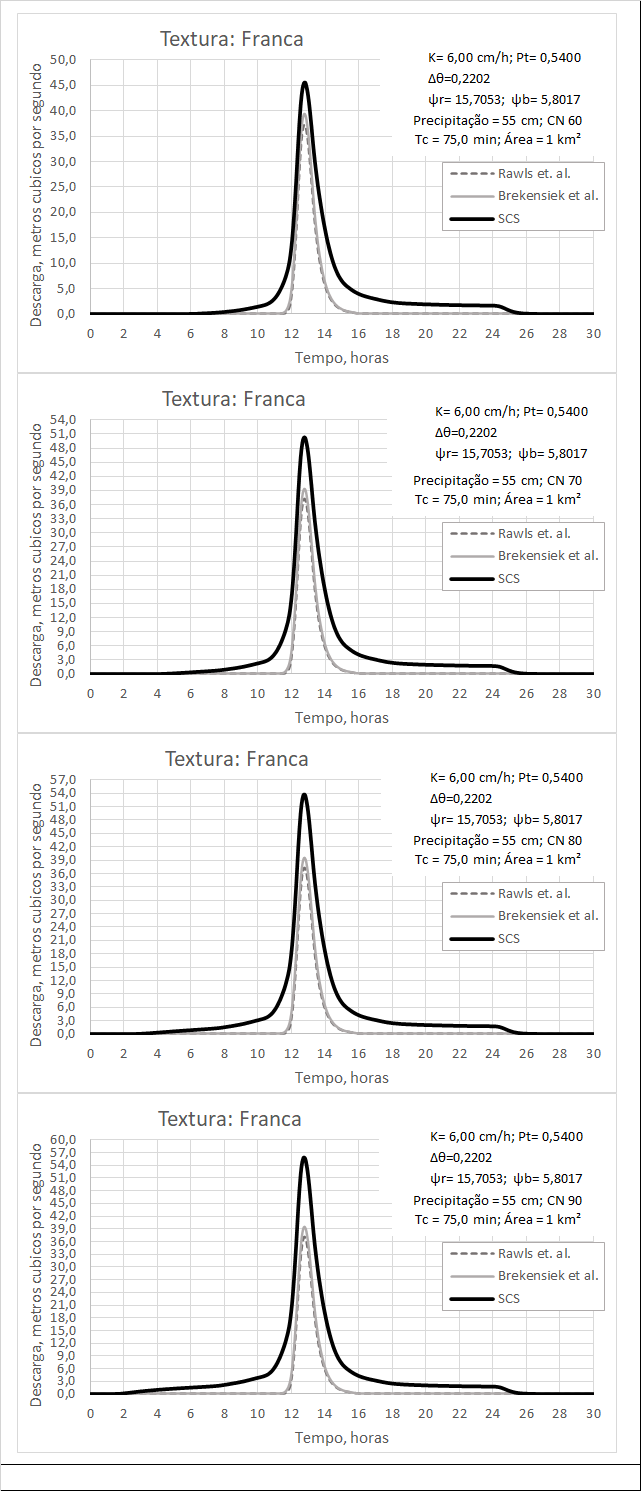 Textura: Franca
K= 6,00 cm/h; Pt= 0,5400
Δθ=0,2202
ψr= 15,7053; ψb= 5,8017
Precipitação = 55 cm; CN 60
Tc = 75,0 min; Área = 1 km²
Rawls et. al.
Brekensiek et al.
SCS
Descarga, metros cubicos por segundo
50,0
45,0
40,0
35,0
30,0
25,0
20,0
15,0
10,0
5,0
0,0
0 2 4 6 8 10 12 14 16 18 20 22 24 26 28 30
Tempo, horas
Textura: Franca
K= 6,00 cm/h; Pt= 0,5400
Δθ=0,2202
ψr= 15,7053; ψb= 5,8017
Precipitação = 55 cm; CN 70
Tc = 75,0 min; Área = 1 km²
Rawls et. al.
Brekensiek et al.
SCS
Descarga, metros cubicos por segundo
54,0
51,0
48,0
45,0
42,0
39,0
36,0
33,0
30,0
27,0
24,0
21,0
18,0
15,0
12,0
9,0
6,0
3,0
0,0
0 2 4 6 8 10 12 14 16 18 20 22 24 26 28 30
Tempo, horas
Textura: Franca
K= 6,00 cm/h; Pt= 0,5400
Δθ=0,2202
ψr= 15,7053; ψb= 5,8017
Precipitação = 55 cm; CN 80
Tc = 75,0 min; Área = 1 km²
Rawls et. al.
Brekensiek et al.
SCS
Descarga, metros cubicos por segundo
57,0
54,0
51,0
48,0
45,0
42,0
39,0
36,0
33,0
30,0
27,0
24,0
21,0
18,0
15,0
12,0
9,0
6,0
3,0
0,0
0 2 4 6 8 10 12 14 16 18 20 22 24 26 28 30
Tempo, horas
Textura: Franca
K= 6,00 cm/h; Pt= 0,5400
Δθ=0,2202
ψr= 15,7053; ψb= 5,8017
Precipitação = 55 cm; CN 90
Tc = 75,0 min; Área = 1 km²
Rawls et. al.
Brekensiek et al.
SCS
Descarga, metros cubicos por segundo
60,0
57,0
54,0
51,0
48,0
45,0
42,0
39,0
36,0
33,0
30,0
27,0
24,0
21,0
18,0
15,0
12,0
9,0
6,0
3,0
0,0
0 2 4 6 8 10 12 14 16 18 20 22 24 26 28 30
Tempo, horas